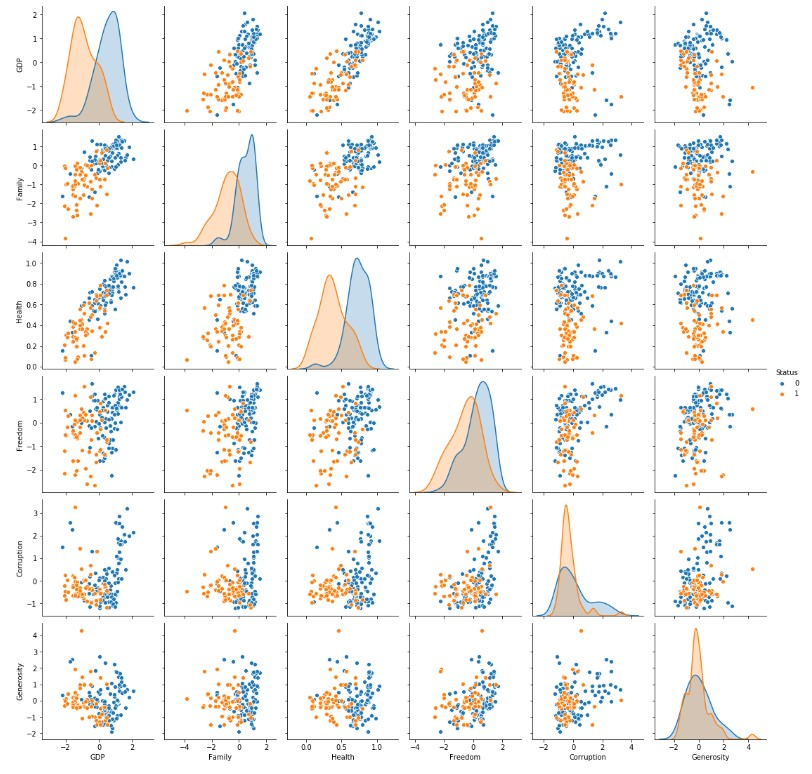 2
1
0
−1
−2
GDP
1
0
−1
−2
−3
−4
Family
1.0
0.8
0.6
0.4
0.2
0.0
Health
1
0
−1
−2
Freedom
Status
0
1
3
2
1
0
−1
Corruption
4
3
2
1
0
−1
−2
Generosity
−2 0 2
−4 −2 0 2
0.0 0.5 1.0
−4 −2 0 2
−2 0 2 4
−2 0 2 4
GDP
Family
Health
Freedom
Corruption
Generosity